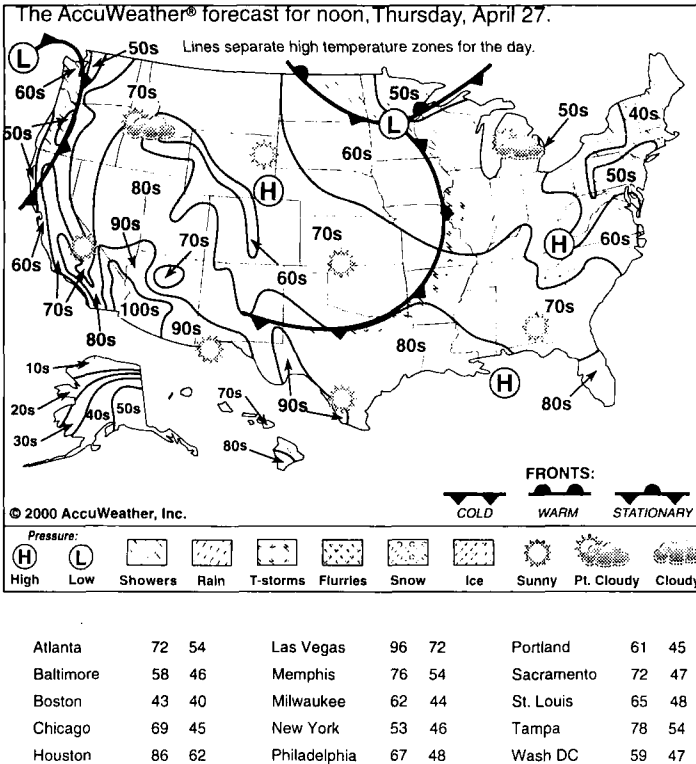 The AccuWeather® forecast for noon, Thursday, April 27.
Lines separate high temperature zones for the day.
L
50s
60s
70s
50s
50s
40s
50s
L
60s
H
80s
50s
90s
70s
70s
60s
H
60s
60s
70s
80s
100s
90s
70s
80s
10s
20s
30s
40s
50s
70s
80s
90s
H
80s
FRONTS:
COLD WARM STATIONARY
© 2000 AccuWeather, Inc.
Pressure:
H L
High Low Showers Rain T-storms Flurries Snow Ice Sunny Pt. Cloudy Cloudy
Atlanta 72 54 Las Vegas 96 72 Portland 61 45
Baltimore 58 46 Memphis 76 54 Sacramento 72 47
Boston 43 40 Milwaukee 62 44 St. Louis 65 48
Chicago 69 45 New York 53 46 Tampa 78 54
Houston 86 62 Philadelphia 67 48 Wash DC 59 47